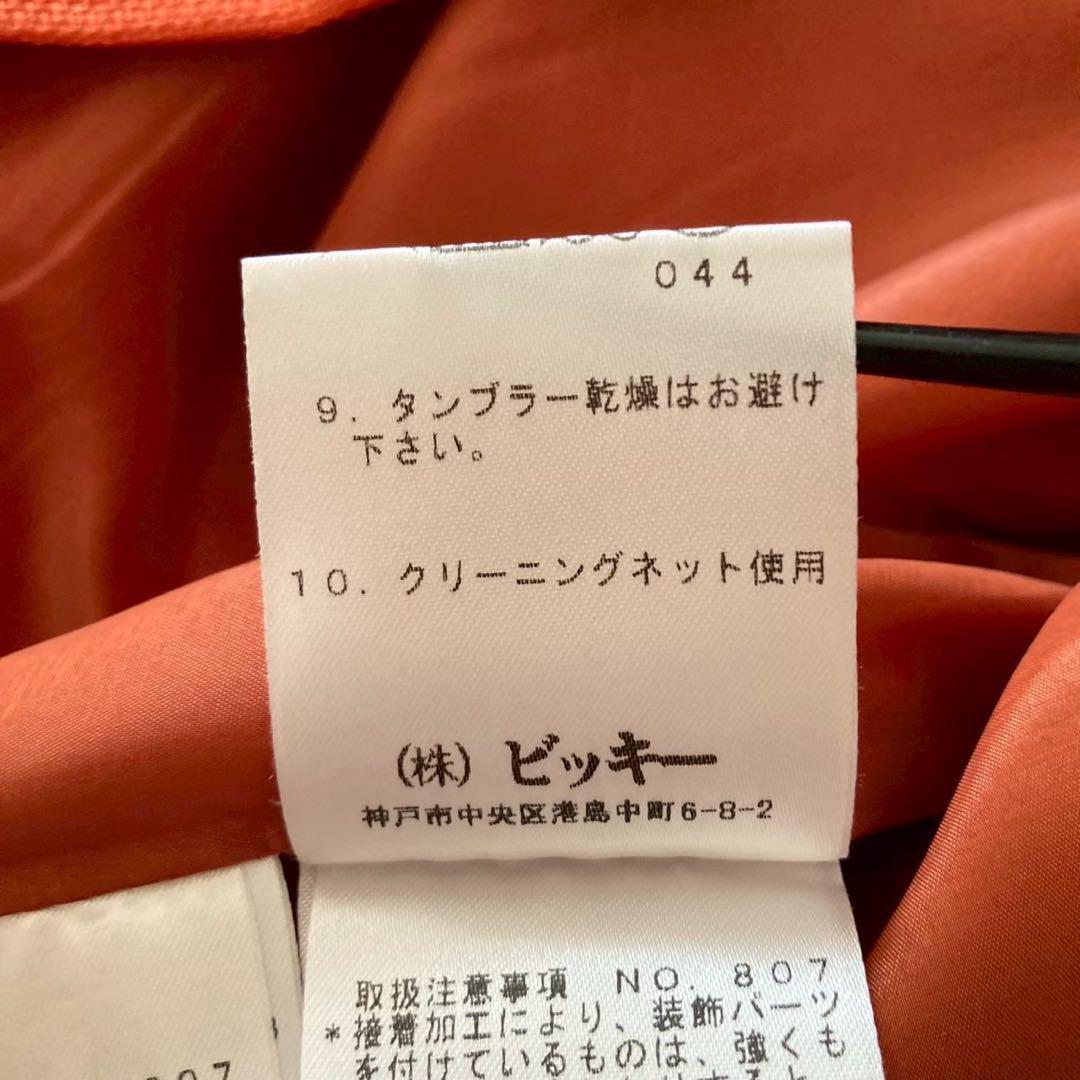 044
9. タンブラー乾燥はお避け
下さい。
10. クリーニングネット使用
(株) ビッキー
神戸市中央区港島中町6-8-2
取扱注意事項 NO. 807
*接着加工により、装飾パーツ
を付けているものは、強くも
807